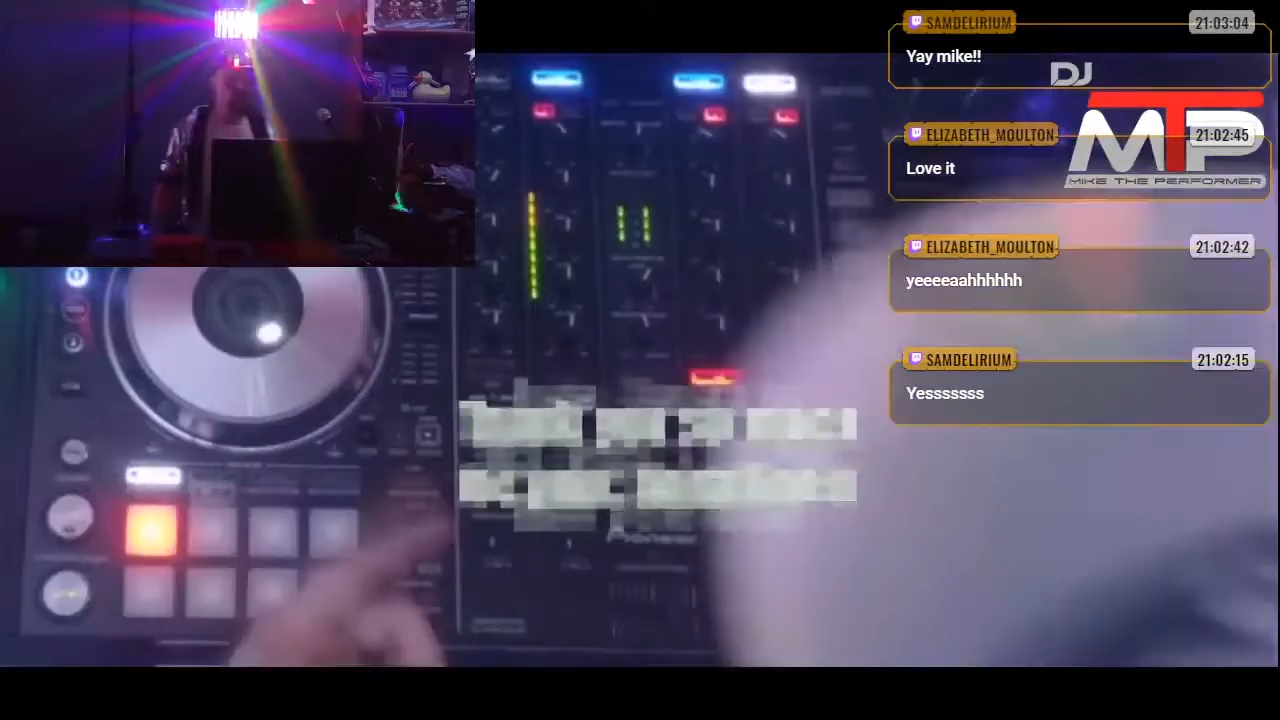 SAMDELIRIUM 21:03:04
Yay mike!!
DJ
MTP
MIKE THE PERFORMER
ELIZABETH_MOULTON 21:02:45
Love it
ELIZABETH_MOULTON 21:02:42
yeeeeaahhhhhh
SAMDELIRIUM 21:02:15
Yesssssss
Pioneer